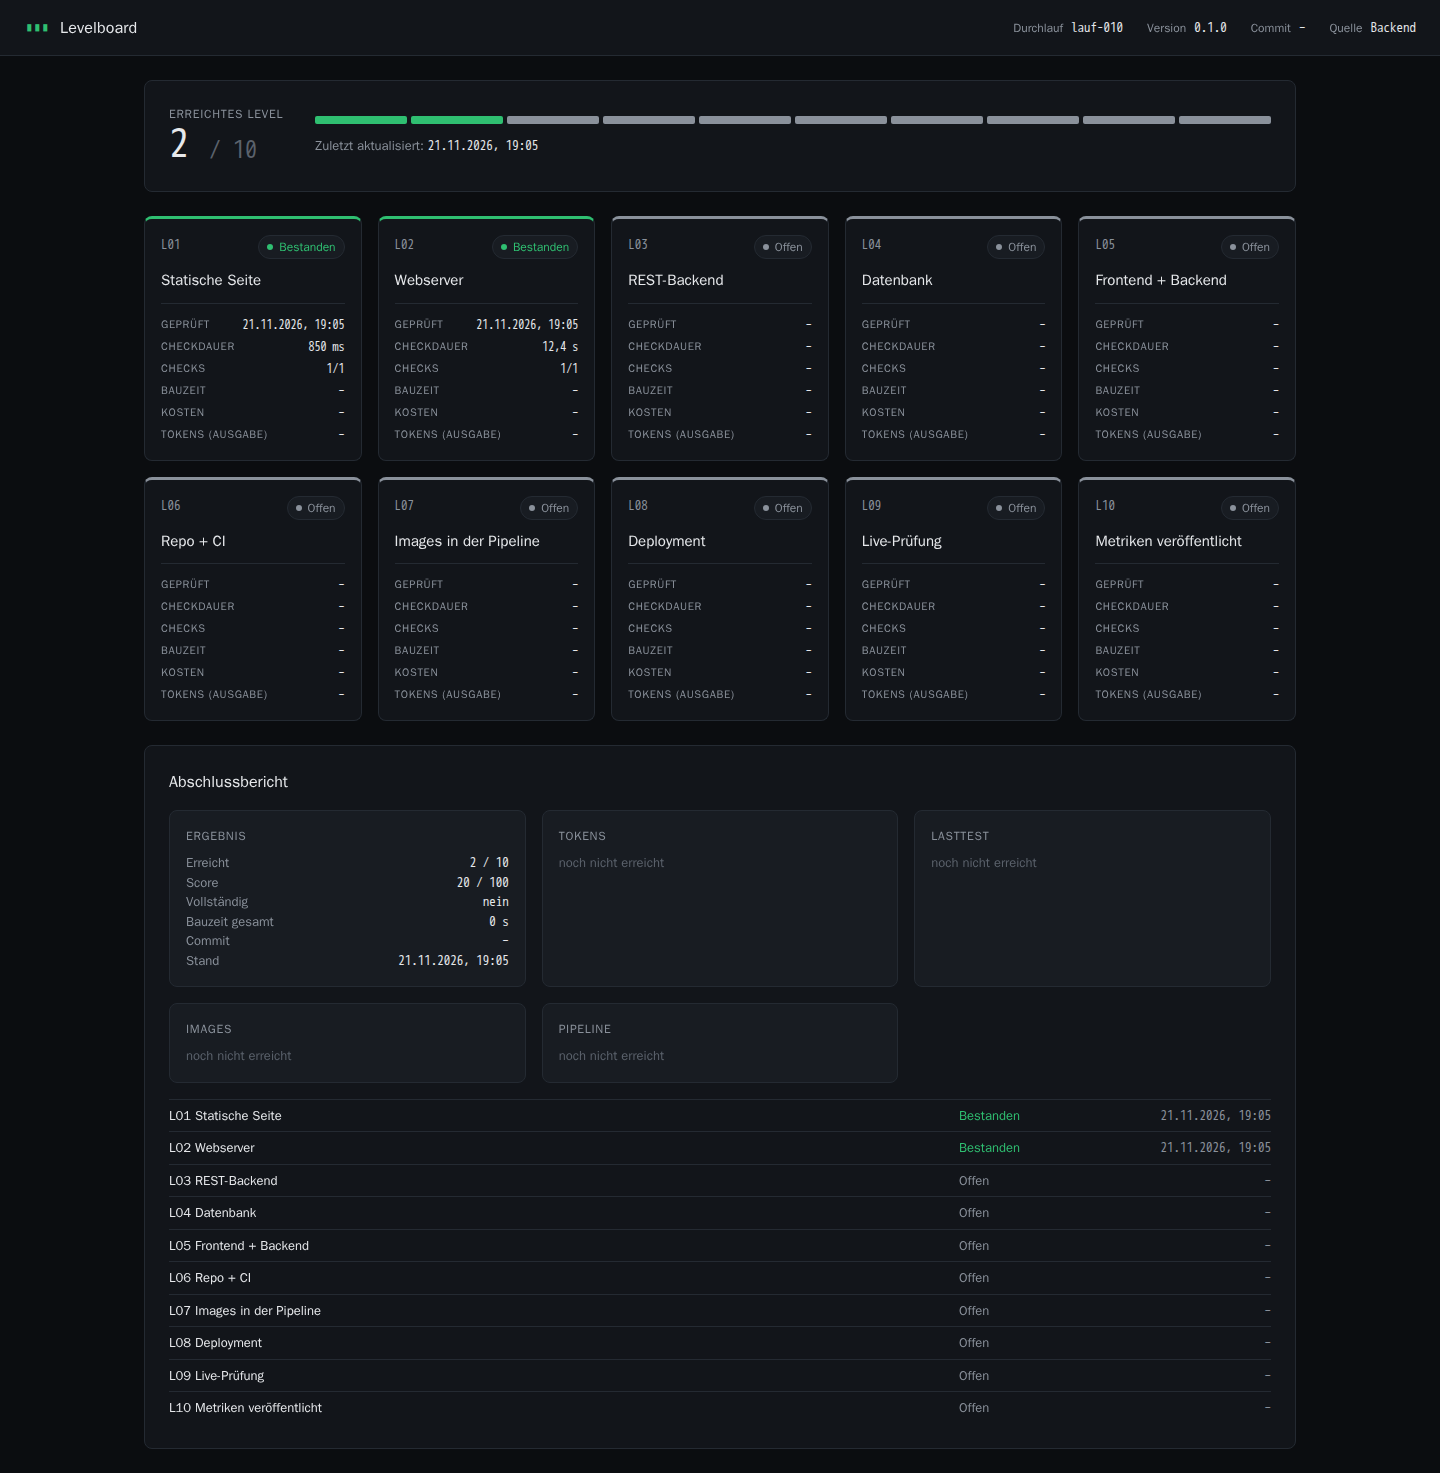 Levelboard
Durchlauf lauf-010 Version 0.1.0 Commit – Quelle Backend
ERREICHTES LEVEL
2 / 10
Zuletzt aktualisiert: 21.11.2026, 19:05
L01 Bestanden
Statische Seite
GEPRÜFT 21.11.2026, 19:05
CHECKDAUER 850 ms
CHECKS 1/1
BAUZEIT –
KOSTEN –
TOKENS (AUSGABE) –
L02 Bestanden
Webserver
GEPRÜFT 21.11.2026, 19:05
CHECKDAUER 12,4 s
CHECKS 1/1
BAUZEIT –
KOSTEN –
TOKENS (AUSGABE) –
L03 Offen
REST-Backend
GEPRÜFT –
CHECKDAUER –
CHECKS –
BAUZEIT –
KOSTEN –
TOKENS (AUSGABE) –
L04 Offen
Datenbank
GEPRÜFT –
CHECKDAUER –
CHECKS –
BAUZEIT –
KOSTEN –
TOKENS (AUSGABE) –
L05 Offen
Frontend + Backend
GEPRÜFT –
CHECKDAUER –
CHECKS –
BAUZEIT –
KOSTEN –
TOKENS (AUSGABE) –
L06 Offen
Repo + CI
GEPRÜFT –
CHECKDAUER –
CHECKS –
BAUZEIT –
KOSTEN –
TOKENS (AUSGABE) –
L07 Offen
Images in der Pipeline
GEPRÜFT –
CHECKDAUER –
CHECKS –
BAUZEIT –
KOSTEN –
TOKENS (AUSGABE) –
L08 Offen
Deployment
GEPRÜFT –
CHECKDAUER –
CHECKS –
BAUZEIT –
KOSTEN –
TOKENS (AUSGABE) –
L09 Offen
Live-Prüfung
GEPRÜFT –
CHECKDAUER –
CHECKS –
BAUZEIT –
KOSTEN –
TOKENS (AUSGABE) –
L10 Offen
Metriken veröffentlicht
GEPRÜFT –
CHECKDAUER –
CHECKS –
BAUZEIT –
KOSTEN –
TOKENS (AUSGABE) –
Abschlussbericht
ERGEBNIS
Erreicht 2 / 10
Score 20 / 100
Vollständig nein
Bauzeit gesamt 0 s
Commit –
Stand 21.11.2026, 19:05
TOKENS
noch nicht erreicht
LASTTEST
noch nicht erreicht
IMAGES
noch nicht erreicht
PIPELINE
noch nicht erreicht
L01 Statische Seite Bestanden 21.11.2026, 19:05
L02 Webserver Bestanden 21.11.2026, 19:05
L03 REST-Backend Offen –
L04 Datenbank Offen –
L05 Frontend + Backend Offen –
L06 Repo + CI Offen –
L07 Images in der Pipeline Offen –
L08 Deployment Offen –
L09 Live-Prüfung Offen –
L10 Metriken veröffentlicht Offen –